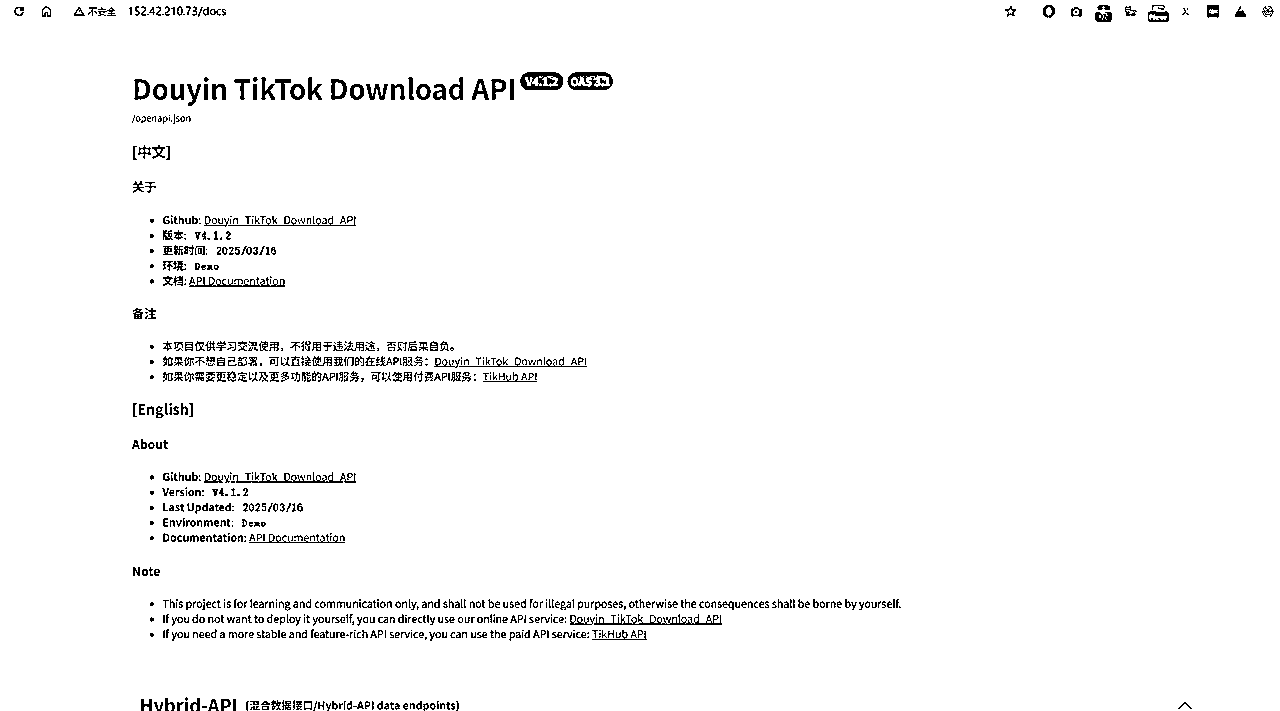 不安全 152.42.210.73/docs
Douyin TikTok Download API V4.1.2 OAS 3.1
/openapi.json
[中文]
关于
Github: Douyin_TikTok_Download_API
版本: V4.1.2
更新时间: 2025/03/16
环境: Demo
文档: API Documentation
备注
本项目仅供学习交流使用，不得用于违法用途，否则后果自负。
如果你不想自己部署，可以直接使用我们的在线API服务：Douyin_TikTok_Download_API
如果你需要更稳定以及更多功能的API服务，可以使用付费API服务：TikHub API
[English]
About
Github: Douyin_TikTok_Download_API
Version: V4.1.2
Last Updated: 2025/03/16
Environment: Demo
Documentation: API Documentation
Note
This project is for learning and communication only, and shall not be used for illegal purposes, otherwise the consequences shall be borne by yourself.
If you do not want to deploy it yourself, you can directly use our online API service: Douyin_TikTok_Download_API
If you need a more stable and feature-rich API service, you can use the paid API service: TikHub API
Hybrid-API (混合数据接口/Hybrid-API data endpoints)